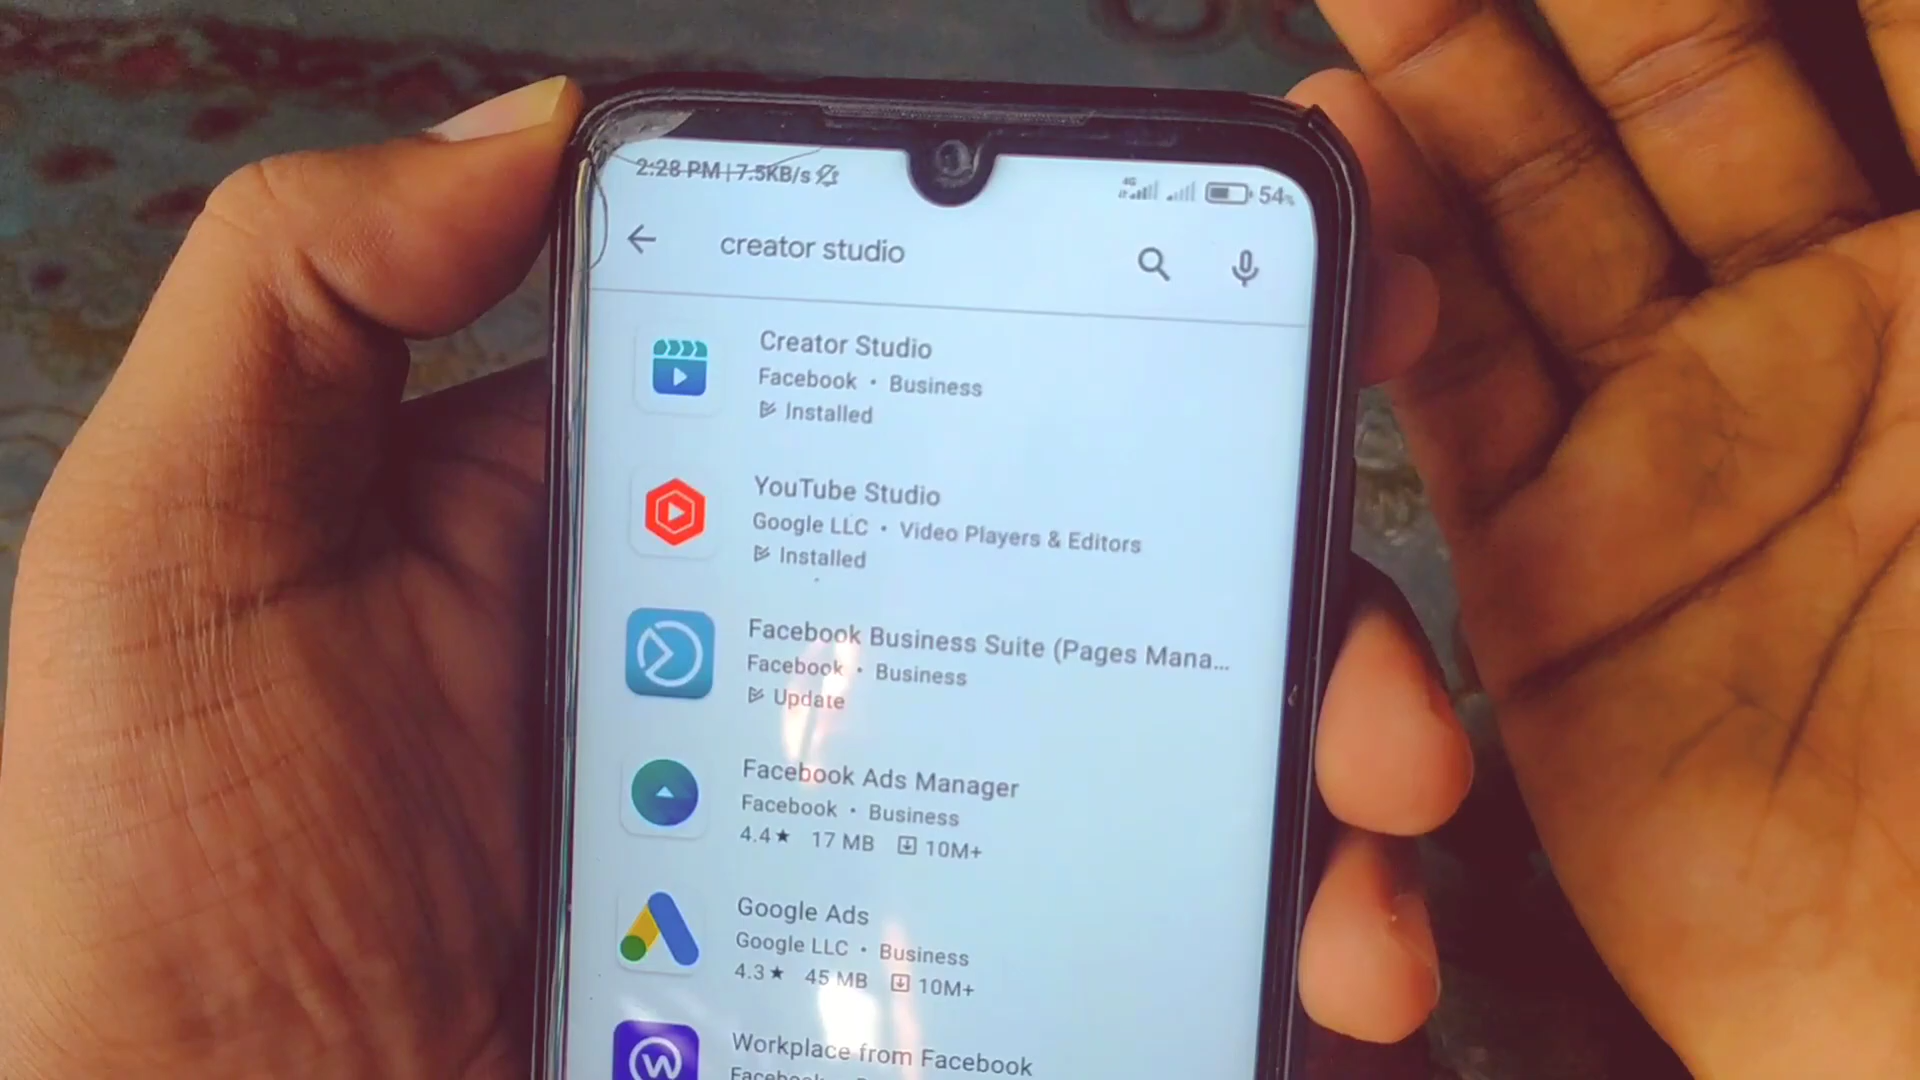 2:28 PM | 7.5KB/s
4G
54%
creator studio
Creator Studio
Facebook • Business
Installed
YouTube Studio
Google LLC • Video Players & Editors
Installed
Facebook Business Suite (Pages Mana...
Facebook • Business
Update
Facebook Ads Manager
Facebook • Business
4.4★ 17 MB 10M+
Google Ads
Google LLC • Business
4.3★ 45 MB 10M+
Workplace from Facebook